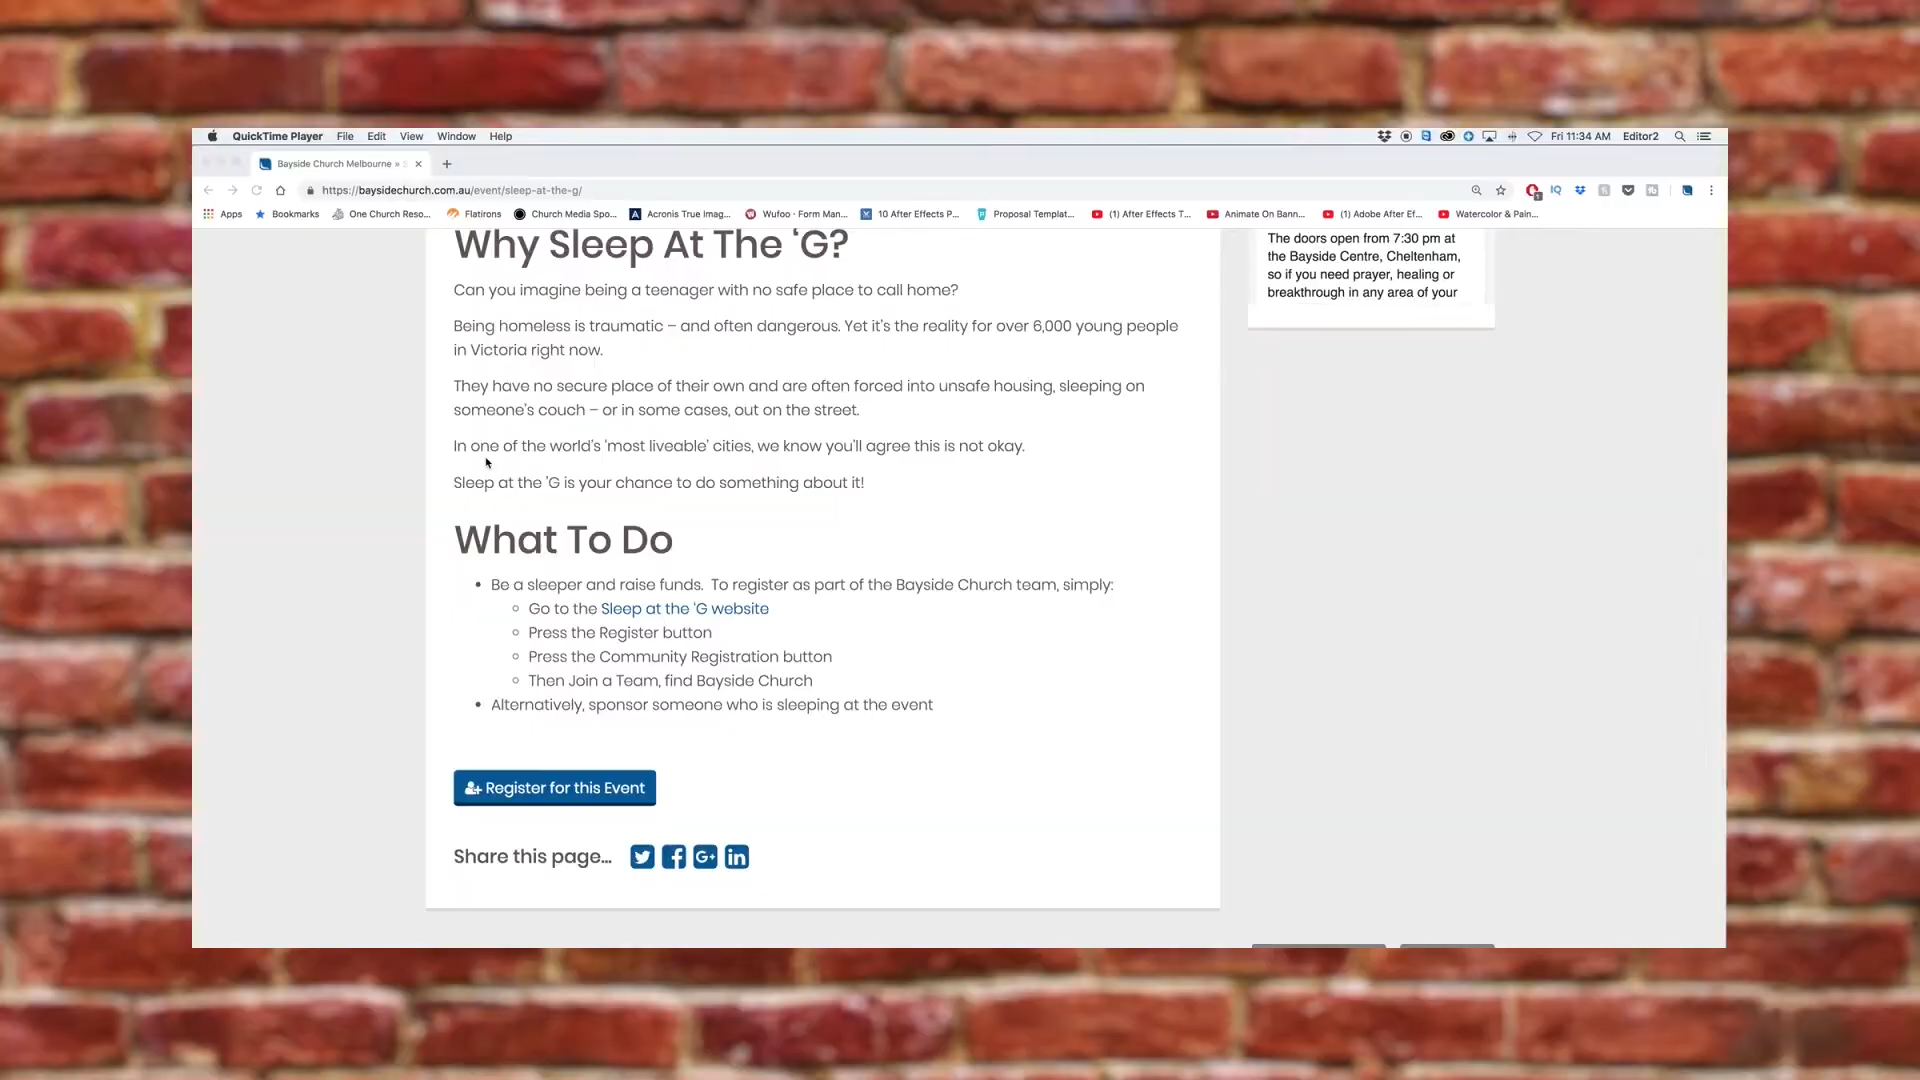 QuickTime Player File Edit View Window Help Fri 11:34 AM Editor2
Bayside Church Melbourne »
https://baysidechurch.com.au/event/sleep-at-the-g/
Apps Bookmarks One Church Reso... Flatirons Church Media Spo... Acronis True Imag... Wufoo · Form Man... 10 After Effects P... Proposal Templat... (1) After Effects T... Animate On Bann... (1) Adobe After Ef... Watercolor & Pain...
Why Sleep At The ‘G?
Can you imagine being a teenager with no safe place to call home?
Being homeless is traumatic – and often dangerous. Yet it’s the reality for over 6,000 young people
in Victoria right now.
They have no secure place of their own and are often forced into unsafe housing, sleeping on
someone’s couch – or in some cases, out on the street.
In one of the world’s ‘most liveable’ cities, we know you’ll agree this is not okay.
Sleep at the ’G is your chance to do something about it!
What To Do
• Be a sleeper and raise funds. To register as part of the Bayside Church team, simply:
Go to the Sleep at the ‘G website
Press the Register button
Press the Community Registration button
Then Join a Team, find Bayside Church
• Alternatively, sponsor someone who is sleeping at the event
Register for this Event
Share this page...
The doors open from 7:30 pm at
the Bayside Centre, Cheltenham,
so if you need prayer, healing or
breakthrough in any area of your